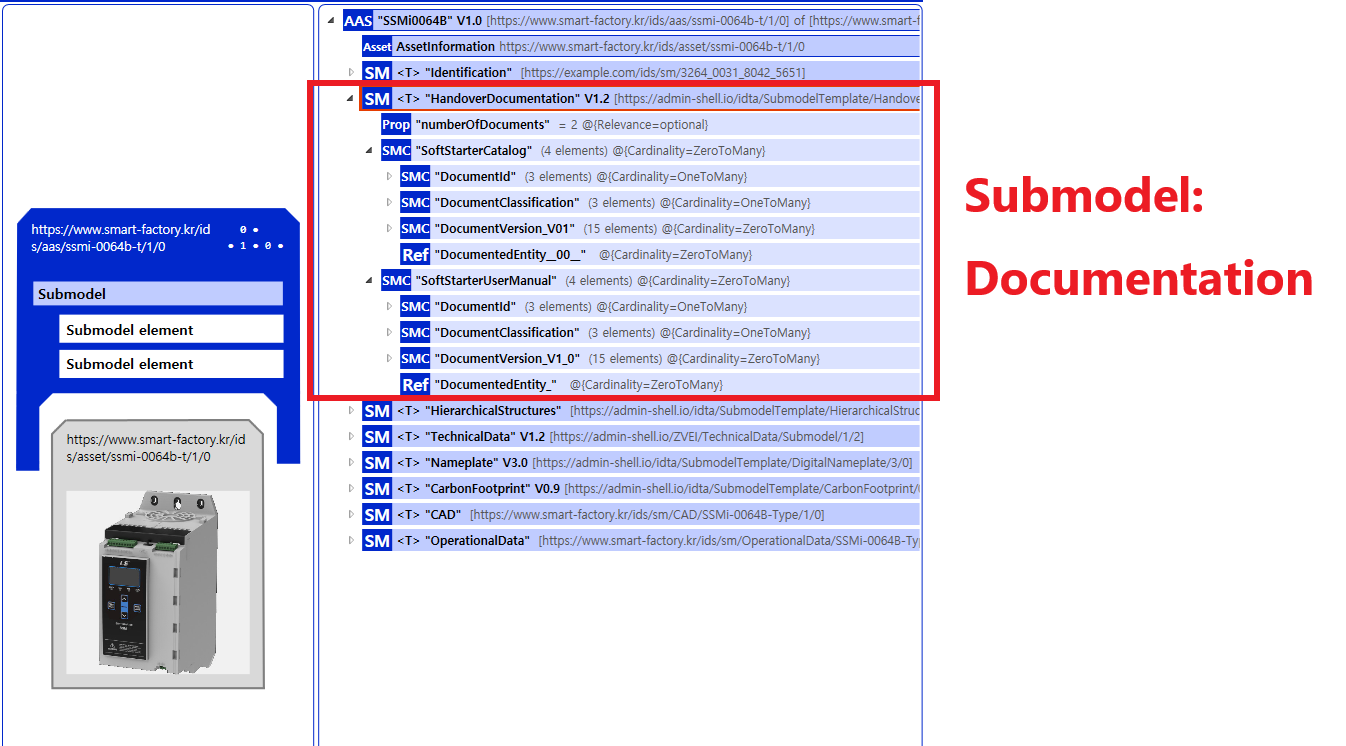 https://www.smart-factory.kr/id
s/aas/ssmi-0064b-t/1/0
0 •
• 1 • 0 •
Submodel
Submodel element
Submodel element
https://www.smart-factory.kr/id
s/asset/ssmi-0064b-t/1/0
LS
AAS "SSMi0064B" V1.0 [https://www.smart-factory.kr/ids/aas/ssmi-0064b-t/1/0] of [https://www.smart-f
Asset AssetInformation https://www.smart-factory.kr/ids/asset/ssmi-0064b-t/1/0
SM <T> "Identification" [https://example.com/ids/sm/3264_0031_8042_5651]
SM <T> "HandoverDocumentation" V1.2 [https://admin-shell.io/idta/SubmodelTemplate/Handove
Prop "numberOfDocuments" = 2 @{Relevance=optional}
SMC "SoftStarterCatalog" (4 elements) @{Cardinality=ZeroToMany}
SMC "DocumentId" (3 elements) @{Cardinality=OneToMany}
SMC "DocumentClassification" (3 elements) @{Cardinality=OneToMany}
SMC "DocumentVersion_V01" (15 elements) @{Cardinality=ZeroToMany}
Ref "DocumentedEntity__00__" @{Cardinality=ZeroToMany}
SMC "SoftStarterUserManual" (4 elements) @{Cardinality=ZeroToMany}
SMC "DocumentId" (3 elements) @{Cardinality=OneToMany}
SMC "DocumentClassification" (3 elements) @{Cardinality=OneToMany}
SMC "DocumentVersion_V1_0" (15 elements) @{Cardinality=ZeroToMany}
Ref "DocumentedEntity_" @{Cardinality=ZeroToMany}
SM <T> "HierarchicalStructures" [https://admin-shell.io/idta/SubmodelTemplate/HierarchicalStruc
SM <T> "TechnicalData" V1.2 [https://admin-shell.io/ZVEI/TechnicalData/Submodel/1/2]
SM <T> "Nameplate" V3.0 [https://admin-shell.io/idta/SubmodelTemplate/DigitalNameplate/3/0]
SM <T> "CarbonFootprint" V0.9 [https://admin-shell.io/idta/SubmodelTemplate/CarbonFootprint/
SM <T> "CAD" [https://www.smart-factory.kr/ids/sm/CAD/SSMi-0064B-Type/1/0]
SM <T> "OperationalData" [https://www.smart-factory.kr/ids/sm/OperationalData/SSMi-0064B-Ty
Submodel:
Documentation